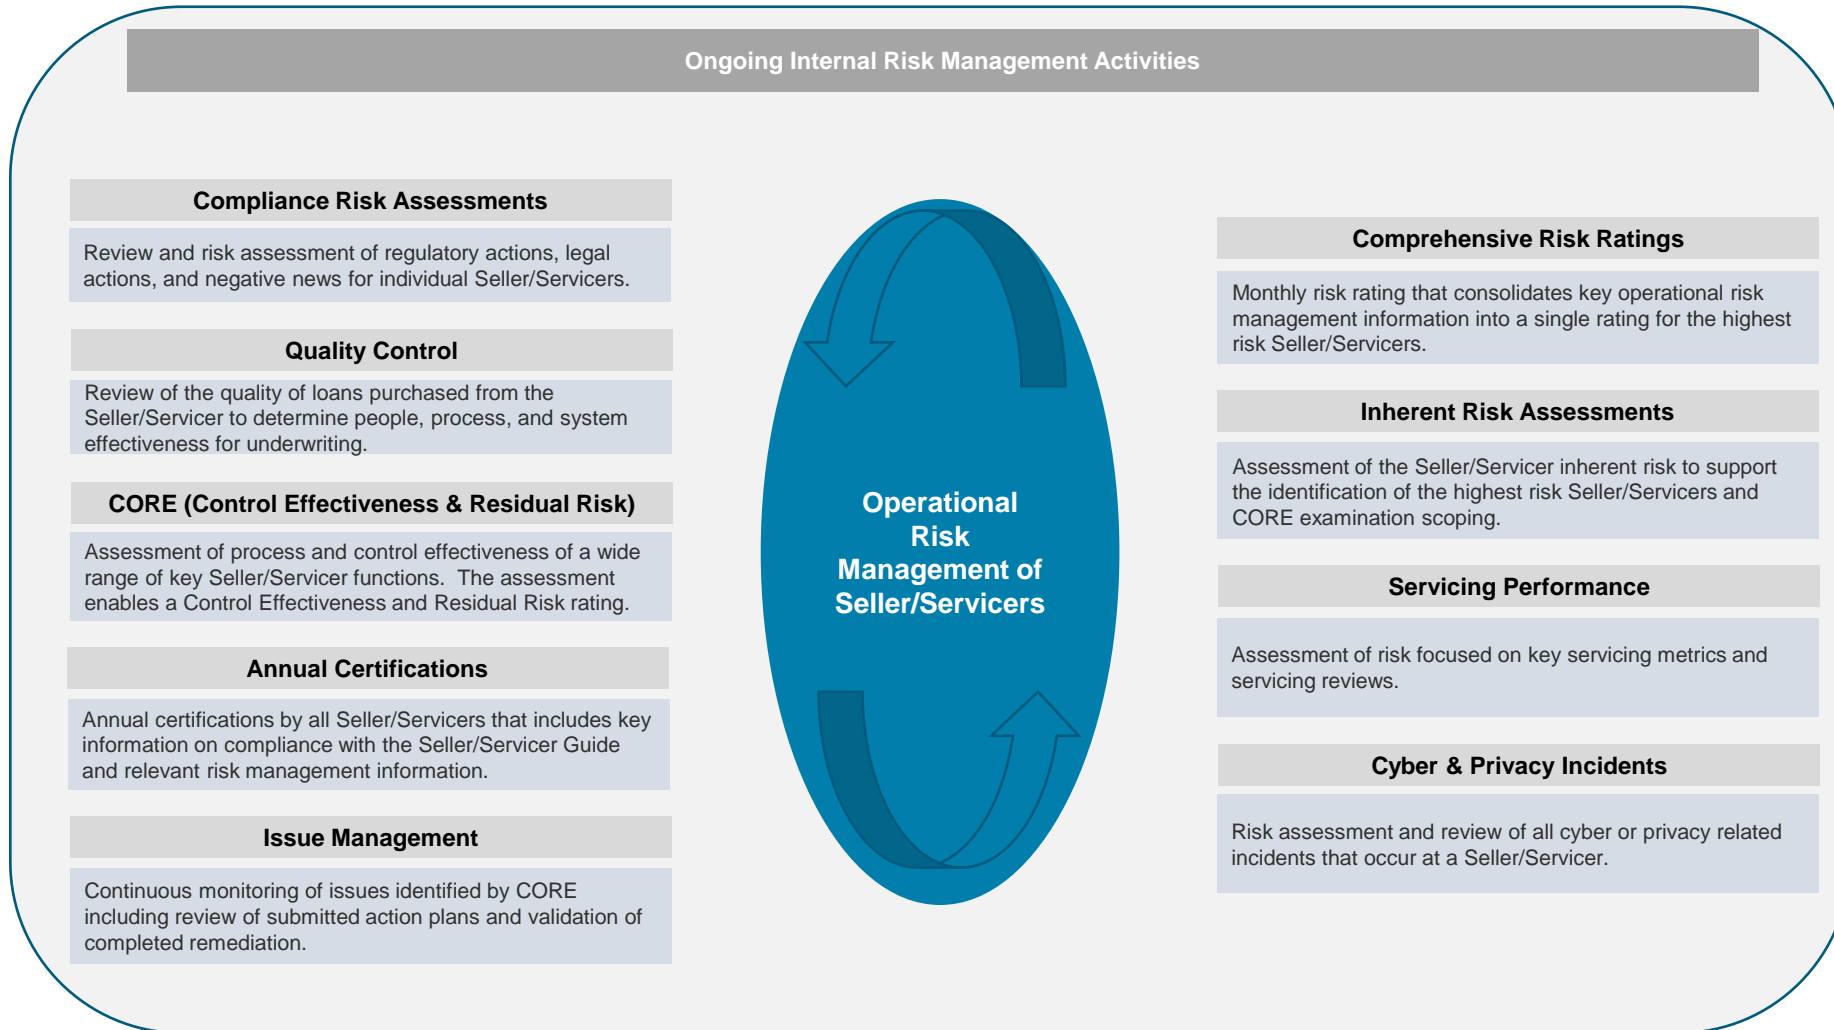 Ongoing Internal Risk Management Activities
Compliance Risk Assessments
Review and risk assessment of regulatory actions, legal
actions, and negative news for individual Seller/Servicers.
Quality Control
Review of the quality of loans purchased from the
Seller/Servicer to determine people, process, and system
effectiveness for underwriting.
CORE (Control Effectiveness & Residual Risk)
Assessment of process and control effectiveness of a wide
range of key Seller/Servicer functions.  The assessment
enables a Control Effectiveness and Residual Risk rating.
Annual Certifications
Annual certifications by all Seller/Servicers that includes key
information on compliance with the Seller/Servicer Guide
and relevant risk management information.
Issue Management
Continuous monitoring of issues identified by CORE
including review of submitted action plans and validation of
completed remediation.
Operational
Risk
Management of
Seller/Servicers
Comprehensive Risk Ratings
Monthly risk rating that consolidates key operational risk
management information into a single rating for the highest
risk Seller/Servicers.
Inherent Risk Assessments
Assessment of the Seller/Servicer inherent risk to support
the identification of the highest risk Seller/Servicers and
CORE examination scoping.
Servicing Performance
Assessment of risk focused on key servicing metrics and
servicing reviews.
Cyber & Privacy Incidents
Risk assessment and review of all cyber or privacy related
incidents that occur at a Seller/Servicer.